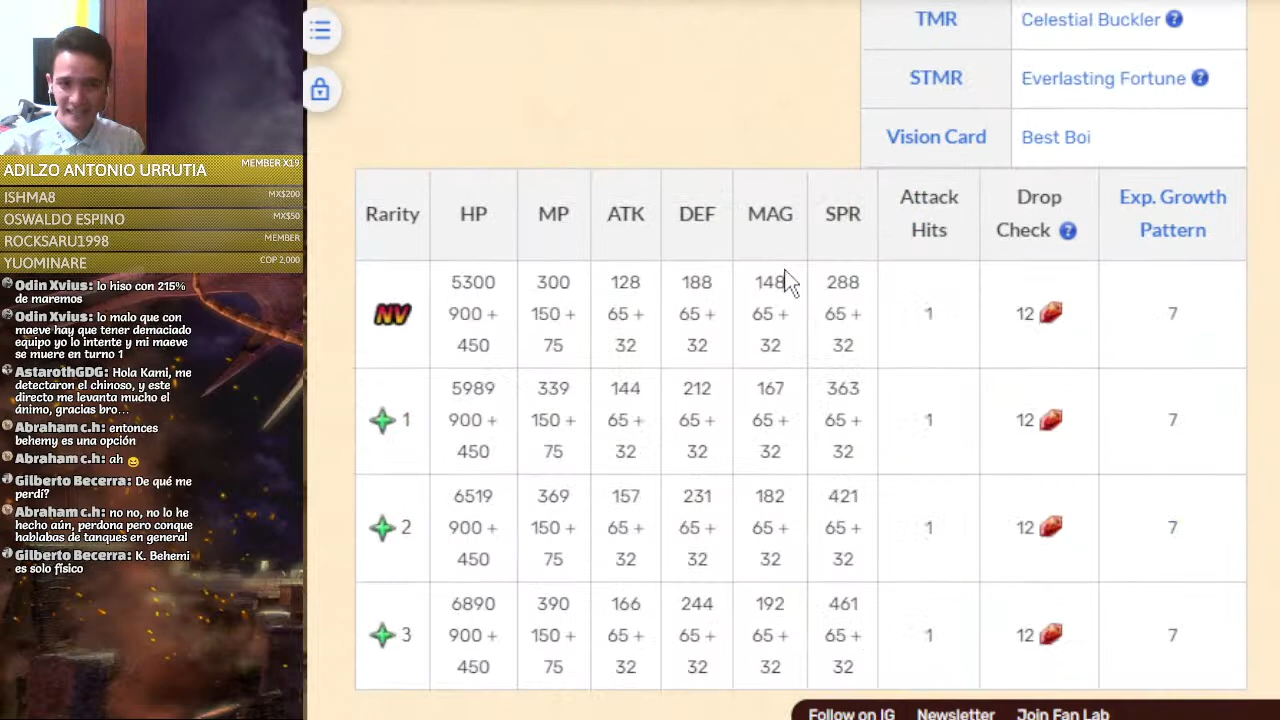 TMR Celestial Buckler ?
STMR Everlasting Fortune ?
Vision Card Best Boi
ADILZO ANTONIO URRUTIA MEMBER X19
ISHMA8 MX$200
OSWALDO ESPINO MX$50
ROCKSARU1998 MEMBER
YUOMINARE COP 2,000
Odin Xvius: lo hiso con 215%
de maremos
Odin Xvius: lo malo que con
maeve hay que tener demaciado
equipo yo lo intente y mi maeve
se muere en turno 1
AstarothGDG: Hola Kami, me
detectaron el chinoso, y este
directo me levanta mucho el
ánimo, gracias bro...
Abraham c.h: entonces
behemy es una opción
Abraham c.h: ah
Gilberto Becerra: De qué me
perdí?
Abraham c.h: no no, no lo he
hecho aún, perdona pero conque
hablabas de tanques en general
Gilberto Becerra: K. Behemi
es solo físico
Rarity HP MP ATK DEF MAG SPR Attack Hits Drop Check ? Exp. Growth Pattern
NV 5300 300 128 188 148 288 1 12 7
900 + 150 + 65 + 65 + 65 + 65 +
450 75 32 32 32 32
1 5989 339 144 212 167 363 1 12 7
900 + 150 + 65 + 65 + 65 + 65 +
450 75 32 32 32 32
2 6519 369 157 231 182 421 1 12 7
900 + 150 + 65 + 65 + 65 + 65 +
450 75 32 32 32 32
3 6890 390 166 244 192 461 1 12 7
900 + 150 + 65 + 65 + 65 + 65 +
450 75 32 32 32 32
Follow on IG Newsletter Join Fan Lab